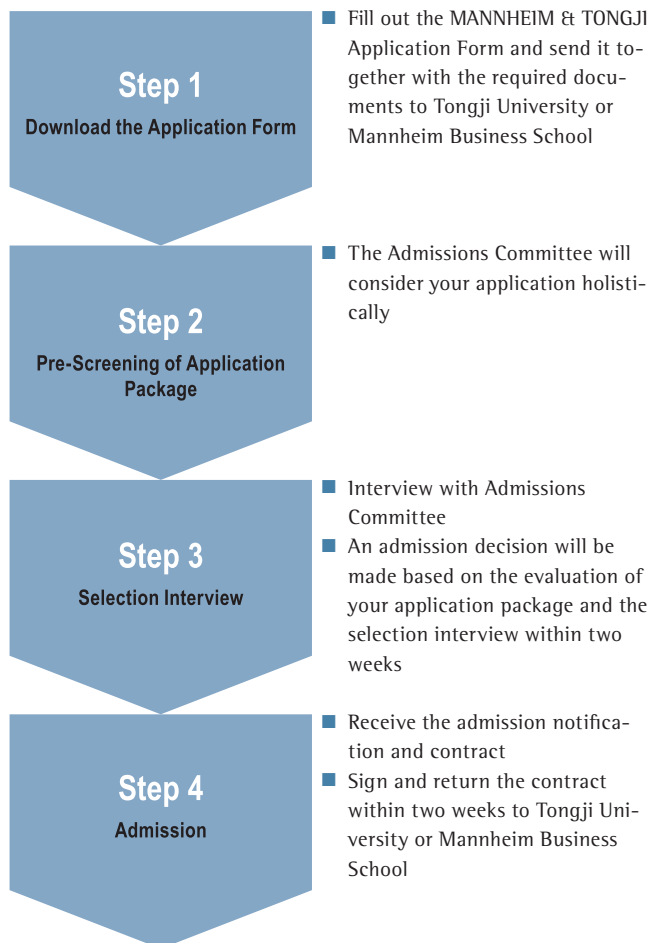 Step 1
Download the Application Form
■ Fill out the MANNHEIM & TONGJI
Application Form and send it to-
gether with the required docu-
ments to Tongji University or
Mannheim Business School
Step 2
Pre-Screening of Application
Package
■ The Admissions Committee will
consider your application holisti-
cally
Step 3
Selection Interview
■ Interview with Admissions
Committee
■ An admission decision will be
made based on the evaluation of
your application package and the
selection interview within two
weeks
Step 4
Admission
■ Receive the admission notifica-
tion and contract
■ Sign and return the contract
within two weeks to Tongji Uni-
versity or Mannheim Business
School